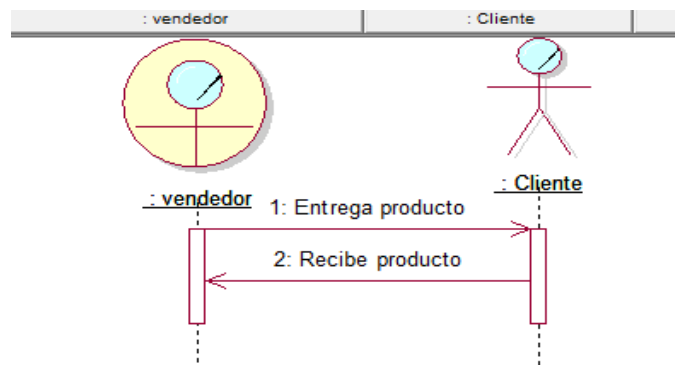 : vendedor
: Cliente
: vendedor
: Cliente
1: Entrega producto
2: Recibe producto